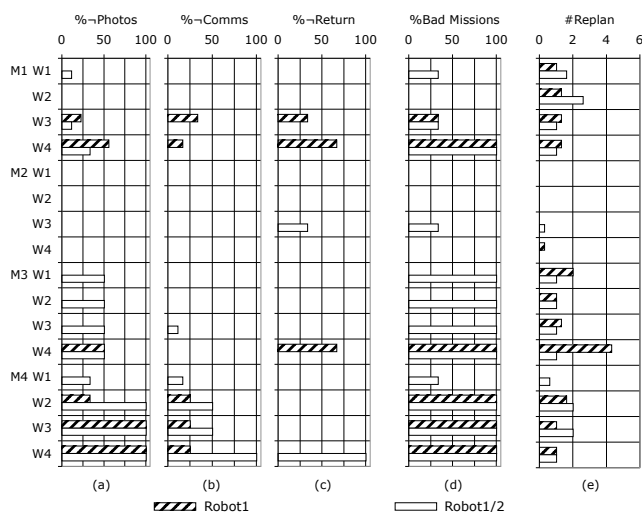 %¬Photos %¬Comms %¬Return %Bad Missions #Replan
0 50 100 0 50 100 0 50 100 0 50 100 0 2 4 6
M1 W1
W2
W3
W4
M2 W1
W2
W3
W4
M3 W1
W2
W3
W4
M4 W1
W2
W3
W4
(a) (b) (c) (d) (e)
Robot1 Robot1/2